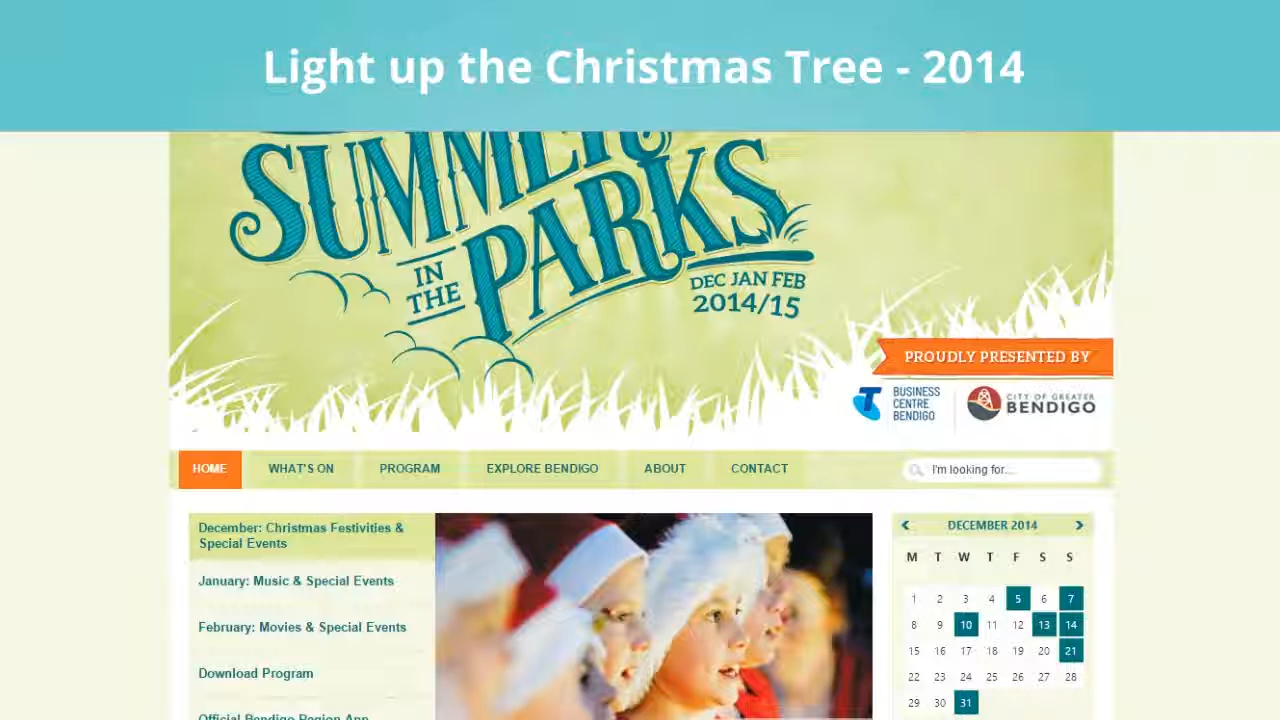 Light up the Christmas Tree - 2014
SUMMER
IN
THE
PARKS
DEC JAN FEB
2014/15
PROUDLY PRESENTED BY
T
BUSINESS
CENTRE
BENDIGO
CITY OF GREATER
BENDIGO
HOME
WHAT'S ON
PROGRAM
EXPLORE BENDIGO
ABOUT
CONTACT
I'm looking for...
December: Christmas Festivities &
Special Events
January: Music & Special Events
February: Movies & Special Events
Download Program
Official Bendigo Region App
DECEMBER 2014
M T W T F S S
1 2 3 4 5 6 7
8 9 10 11 12 13 14
15 16 17 18 19 20 21
22 23 24 25 26 27 28
29 30 31